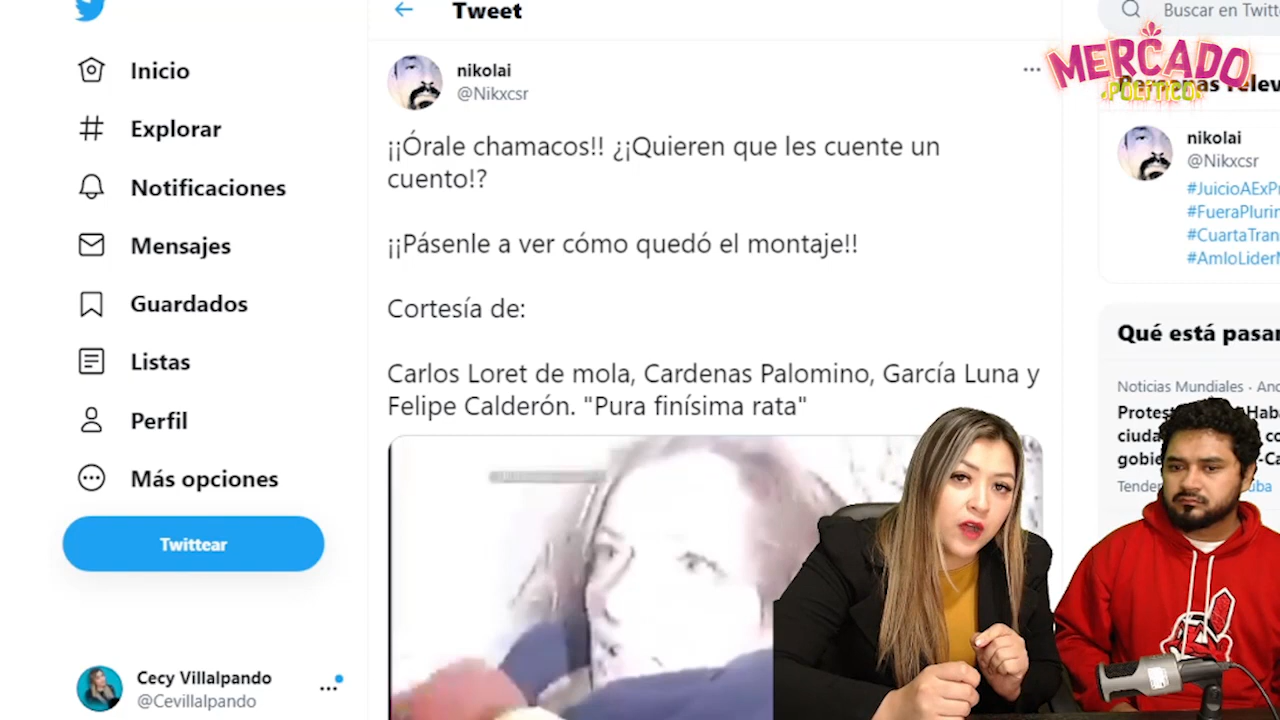 Tweet
Buscar en Twitt
MERCADO
POLÍTICO
Inicio
Explorar
Notificaciones
Mensajes
Guardados
Listas
Perfil
Más opciones
Twittear
Cecy Villalpando
@Cevillalpando
nikolai
@Nikxcsr
¡¡Órale chamacos!! ¿¡¡Quieren que les cuente un
cuento!?
¡¡Pásenle a ver cómo quedó el montaje!!
Cortesía de:
Carlos Loret de mola, Cardenas Palomino, García Luna y
Felipe Calderón. "Pura finísima rata"
nikolai
@Nikxcsr
#JuicioAExPr
#FueraPlurin
#CuartaTran
#AmloLiderM
Qué está pasan
Noticias Mundiales